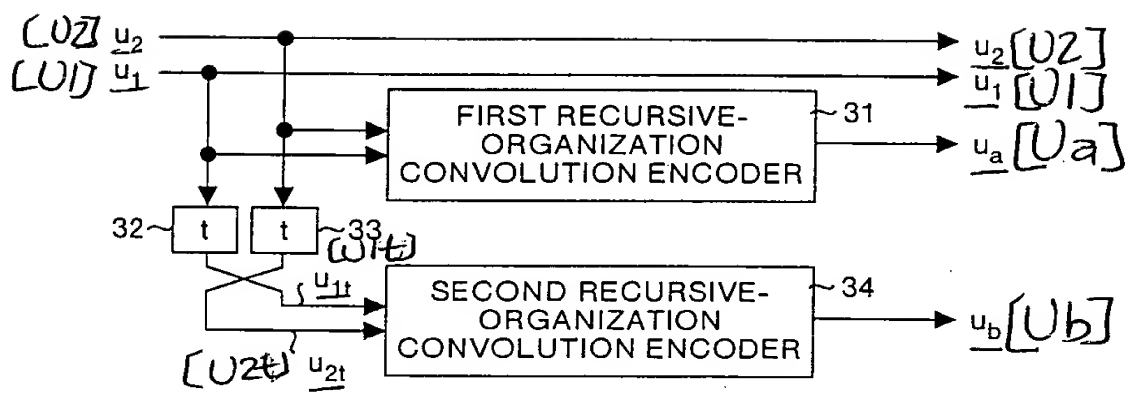 [U2] u2 u2 [U2]
[U1] u1 u1 [U1]
FIRST RECURSIVE-
ORGANIZATION
CONVOLUTION ENCODER
31
ua [Ua]
32 t t 33
[U1t]
u1t
SECOND RECURSIVE-
ORGANIZATION
CONVOLUTION ENCODER
34
ub [Ub]
[U2t] u2t